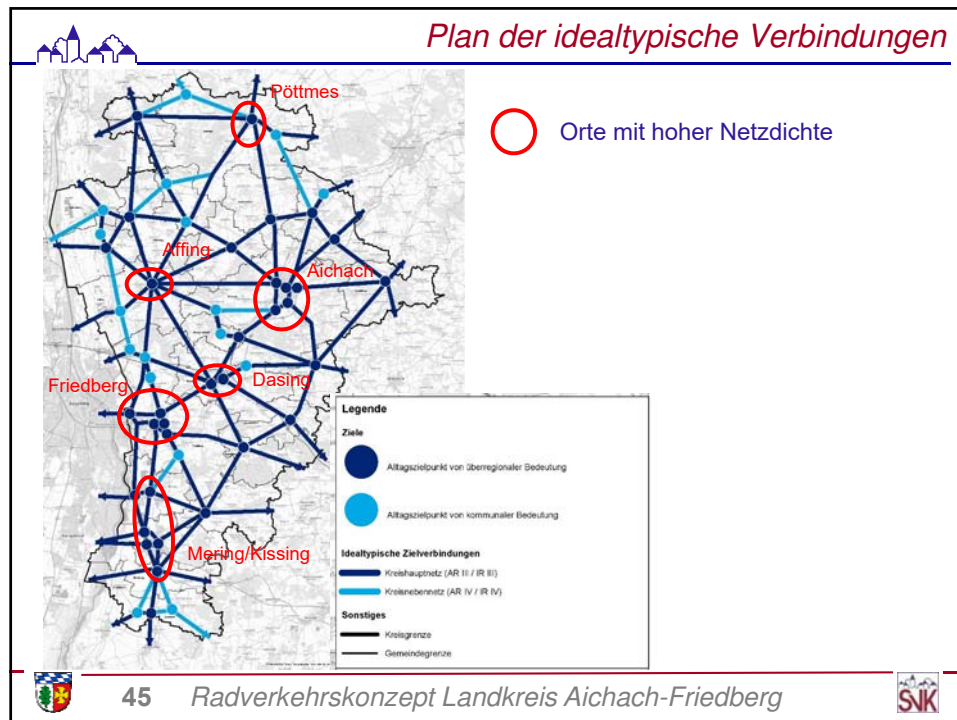 Plan der idealtypische Verbindungen
Pöttmes
Orte mit hoher Netzdichte
Affing
Aichach
Friedberg
Dasing
Mering/Kissing
Legende
Ziele
Alltagszielpunkt von überregionaler Bedeutung
Alltagszielpunkt von kommunaler Bedeutung
Idealtypische Zielverbindungen
Kreishauptnetz (AR III / IR III)
Kreisnebennetz (AR IV / IR IV)
Sonstiges
Kreisgrenze
Gemeindegrenze
45 Radverkehrskonzept Landkreis Aichach-Friedberg
SVK